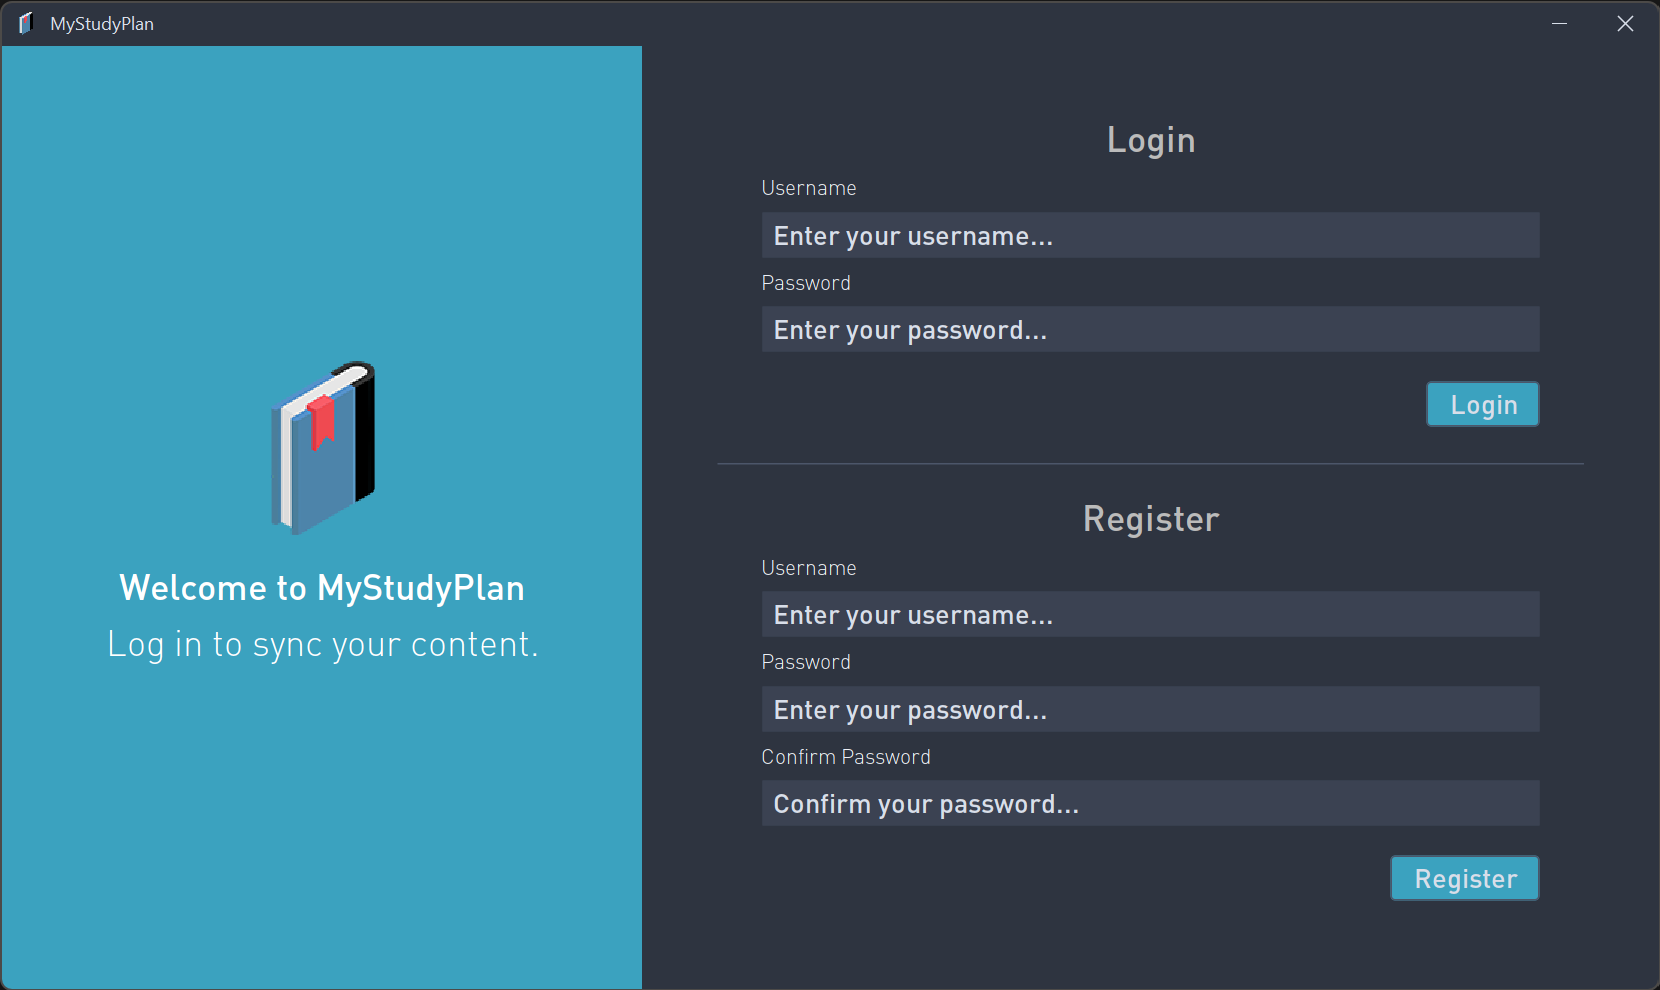 MyStudyPlan
Welcome to MyStudyPlan
Log in to sync your content.
Login
Username
Enter your username...
Password
Enter your password...
Login
Register
Username
Enter your username...
Password
Enter your password...
Confirm Password
Confirm your password...
Register